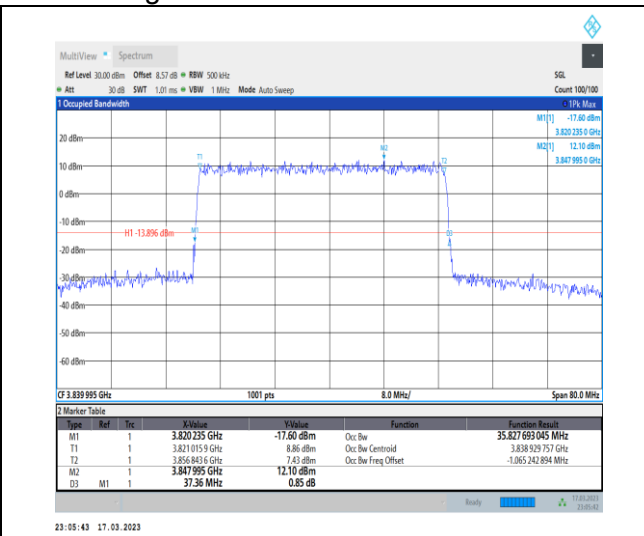 MultiView Spectrum
Ref Level 30.00 dBm Offset 8.57 dB RBW 500 kHz SGL
Att 30 dB SWT 1.01 ms VBW 1 MHz Mode Auto Sweep Count 100/100
1 Occupied Bandwidth 1Pk Max
M1[1] -17.60 dBm
3.820 235 0 GHz
M2[1] 12.10 dBm
3.847 995 0 GHz
20 dBm
M2
T1 T2
10 dBm
0 dBm
-10 dBm
H1 -13.896 dBm M1 D3
-20 dBm
-30 dBm
-40 dBm
-50 dBm
-60 dBm
CF 3.839 995 GHz 1001 pts 8.0 MHz/ Span 80.0 MHz
2 Marker Table
Type Ref Trc X-Value Y-Value Function Function Result
M1 1 3.820 235 GHz -17.60 dBm Occ Bw 35.827 693 045 MHz
T1 1 3.821 015 9 GHz 8.86 dBm Occ Bw Centroid 3.838 929 757 GHz
T2 1 3.856 843 6 GHz 7.43 dBm Occ Bw Freq Offset -1.065 242 894 MHz
M2 1 3.847 995 GHz 12.10 dBm
D3 M1 1 37.36 MHz 0.85 dB
Ready 17.03.2023
23:05:42
23:05:43 17.03.2023